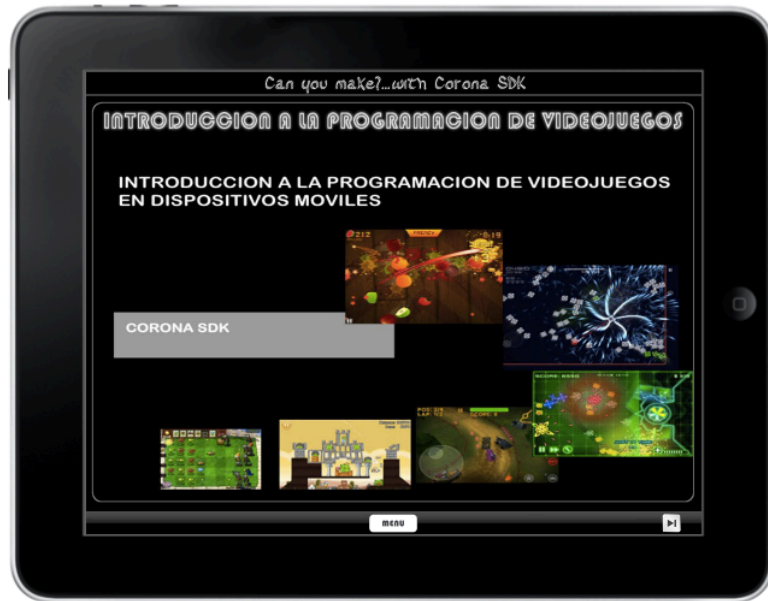 Can you make?...with Corona SDK
INTRODUCCION A LA PROGRAMACION DE VIDEOJUEGOS
INTRODUCCION A LA PROGRAMACION DE VIDEOJUEGOS
EN DISPOSITIVOS MOVILES
CORONA SDK
MENU